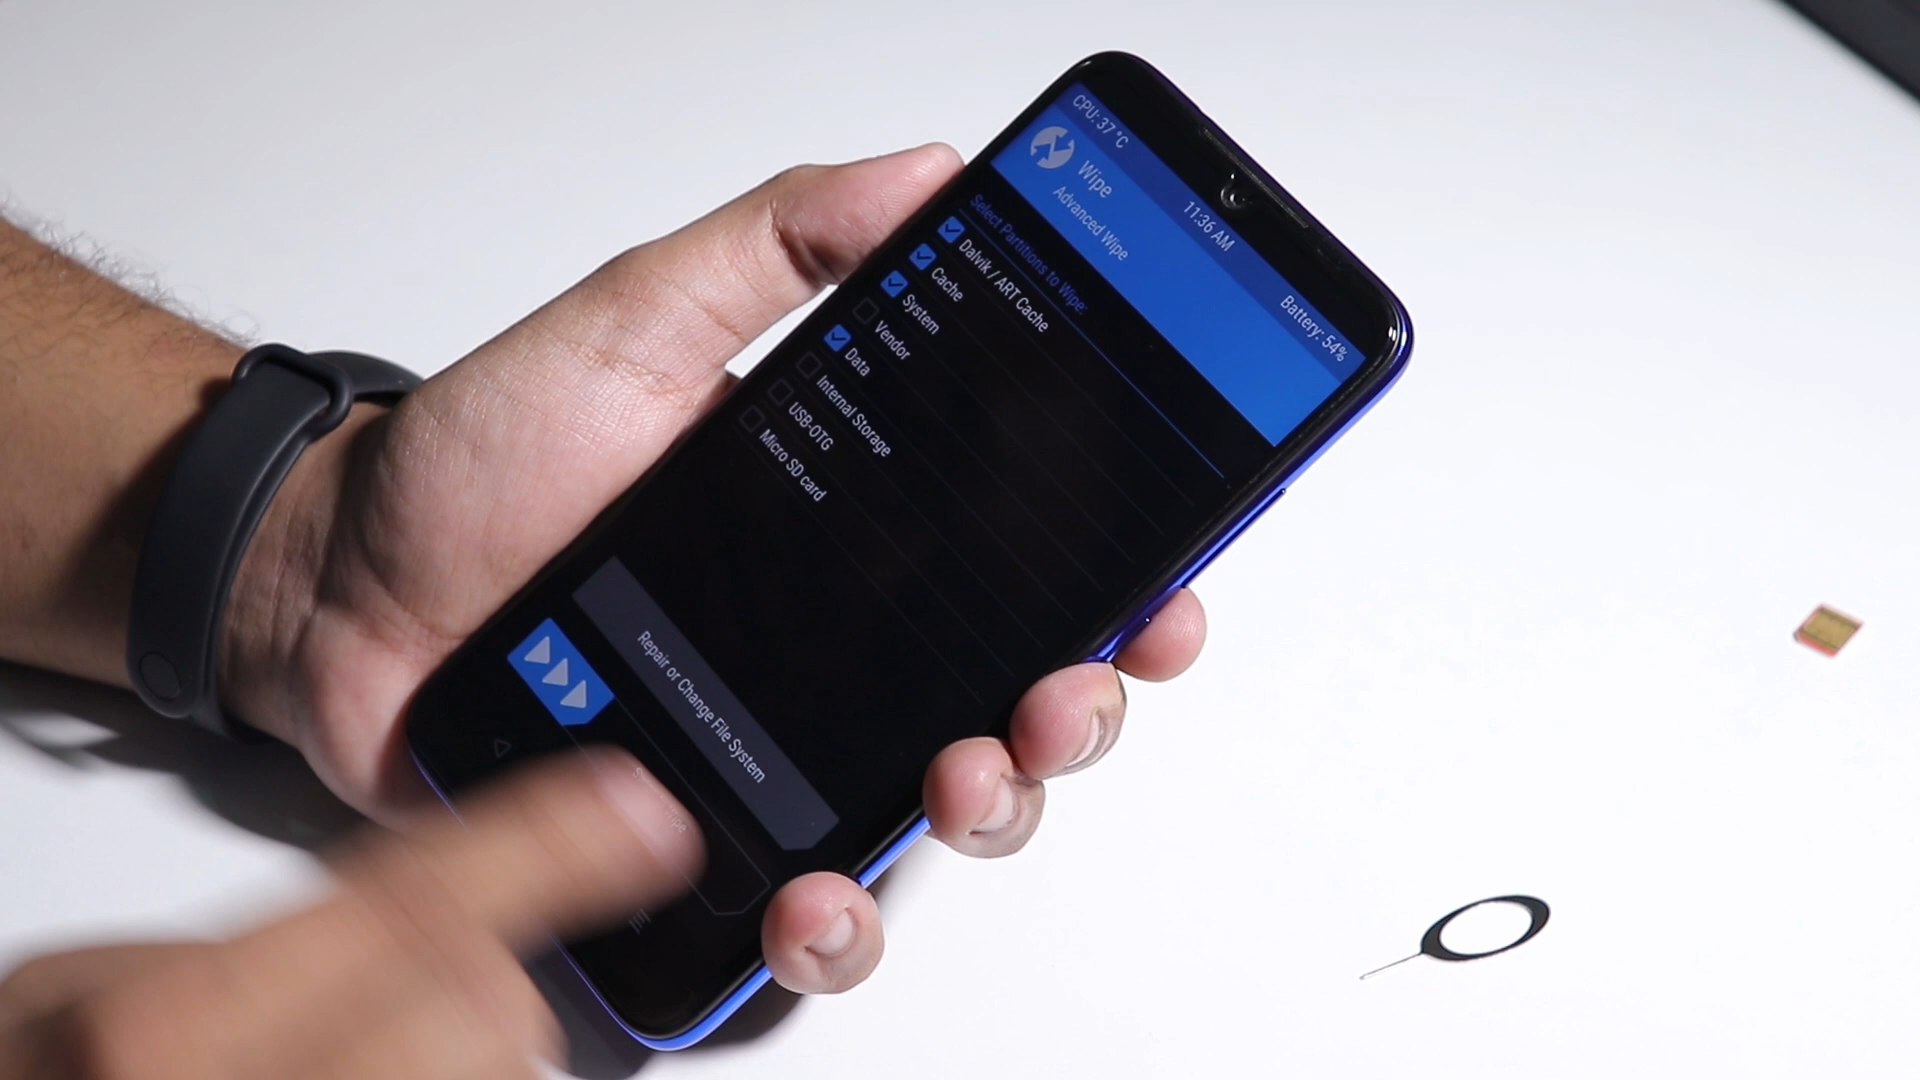 CPU: 37 °C
11:36 AM
Battery: 54%
Wipe
Advanced Wipe
Select Partitions to Wipe:
Dalvik / ART Cache
Cache
System
Vendor
Data
Internal Storage
USB-OTG
Micro SD card
Repair or Change File System